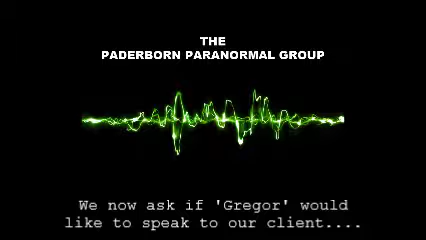 THE
PADERBORN PARANORMAL GROUP
We now ask if 'Gregor' would
like to speak to our client....